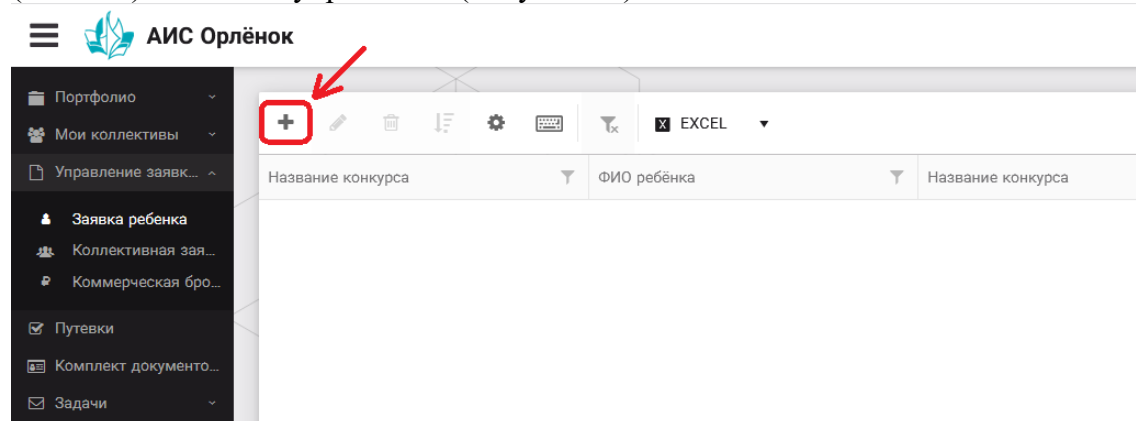 АИС Орлёнок
Портфолио
Мои коллективы
Управление заявк...
Заявка ребенка
Коллективная зая...
Коммерческая бро...
Путевки
Комплект документо...
Задачи
EXCEL
Название конкурса ФИО ребёнка Название конкурса